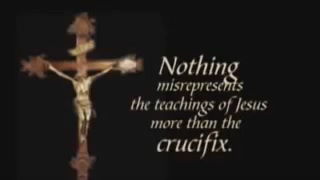 Nothing
misrepresents
the teachings of Jesus
more than the
crucifix.